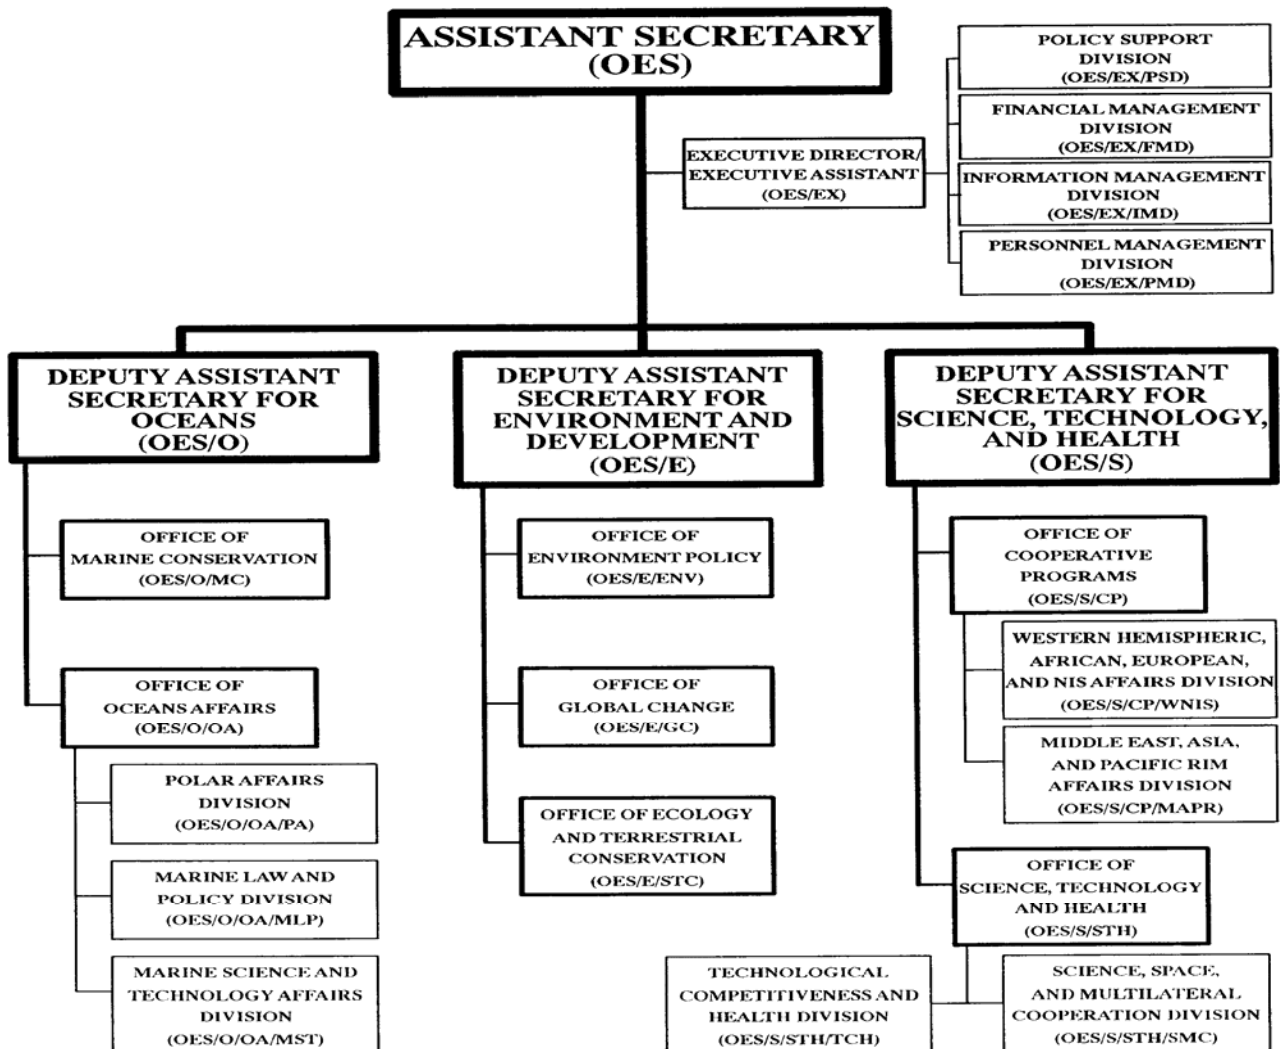 ASSISTANT SECRETARY
(OES)
POLICY SUPPORT
DIVISION
(OES/EX/PSD)
FINANCIAL MANAGEMENT
DIVISION
(OES/EX/FMD)
EXECUTIVE DIRECTOR/
EXECUTIVE ASSISTANT
(OES/EX)
INFORMATION MANAGEMENT
DIVISION
(OES/EX/IMD)
PERSONNEL MANAGEMENT
DIVISION
(OES/EX/PMD)
DEPUTY ASSISTANT
SECRETARY FOR
OCEANS
(OES/O)
OFFICE OF
MARINE CONSERVATION
(OES/O/MC)
OFFICE OF
OCEANS AFFAIRS
(OES/O/OA)
POLAR AFFAIRS
DIVISION
(OES/O/OA/PA)
MARINE LAW AND
POLICY DIVISION
(OES/O/OA/MLP)
MARINE SCIENCE AND
TECHNOLOGY AFFAIRS
DIVISION
(OES/O/OA/MST)
DEPUTY ASSISTANT
SECRETARY FOR
ENVIRONMENT AND
DEVELOPMENT
(OES/E)
OFFICE OF
ENVIRONMENT POLICY
(OES/E/ENV)
OFFICE OF
GLOBAL CHANGE
(OES/E/GC)
OFFICE OF ECOLOGY
AND TERRESTRIAL
CONSERVATION
(OES/E/STC)
DEPUTY ASSISTANT
SECRETARY FOR
SCIENCE, TECHNOLOGY,
AND HEALTH
(OES/S)
OFFICE OF
COOPERATIVE
PROGRAMS
(OES/S/CP)
WESTERN HEMISPHERIC,
AFRICAN, EUROPEAN,
AND NIS AFFAIRS DIVISION
(OES/S/CP/WNIS)
MIDDLE EAST, ASIA,
AND PACIFIC RIM
AFFAIRS DIVISION
(OES/S/CP/MAPR)
OFFICE OF
SCIENCE, TECHNOLOGY
AND HEALTH
(OES/S/STH)
TECHNOLOGICAL
COMPETITIVENESS AND
HEALTH DIVISION
(OES/S/STH/TCH)
SCIENCE, SPACE,
AND MULTILATERAL
COOPERATION DIVISION
(OES/S/STH/SMC)